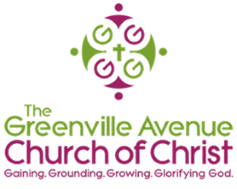 G G
G G
The
Greenville Avenue
Church of Christ
Gaining. Grounding. Growing. Glorifying God.